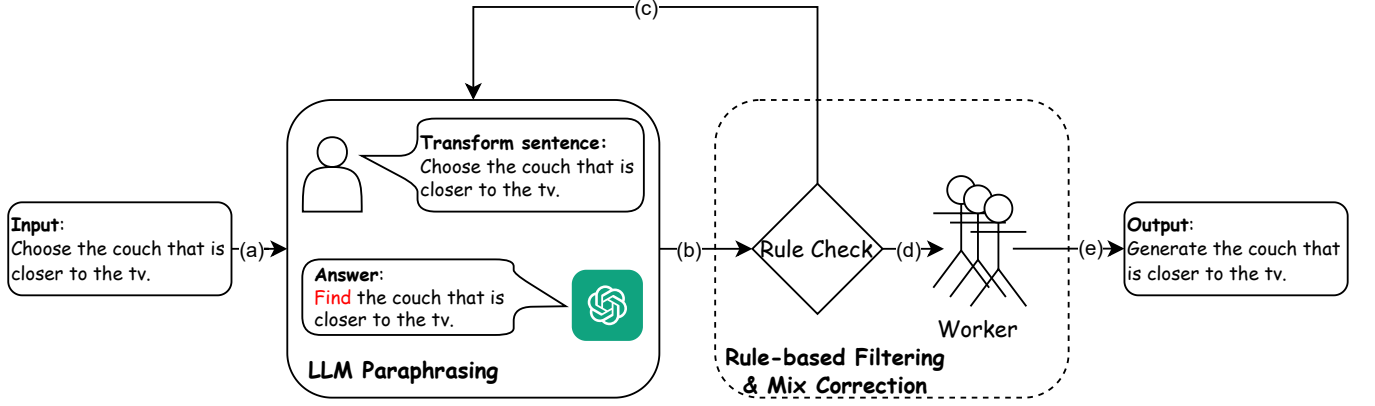 (c)
Input:
Choose the couch that is
closer to the tv.
(a)
Transform sentence:
Choose the couch that is
closer to the tv.
Answer:
Find the couch that is
closer to the tv.
LLM Paraphrasing
(b)
Rule Check
(d)
Worker
Rule-based Filtering
& Mix Correction
(e)
Output:
Generate the couch that
is closer to the tv.